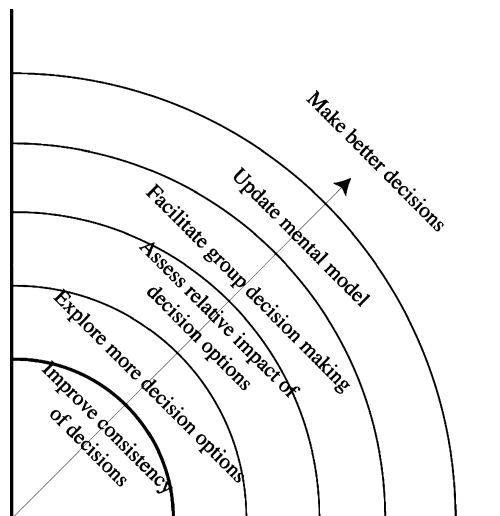 Make better decisions
Update mental model
Facilitate group decision making
Assess relative impact of
decision options
Explore more decision options
Improve consistency
of decisions